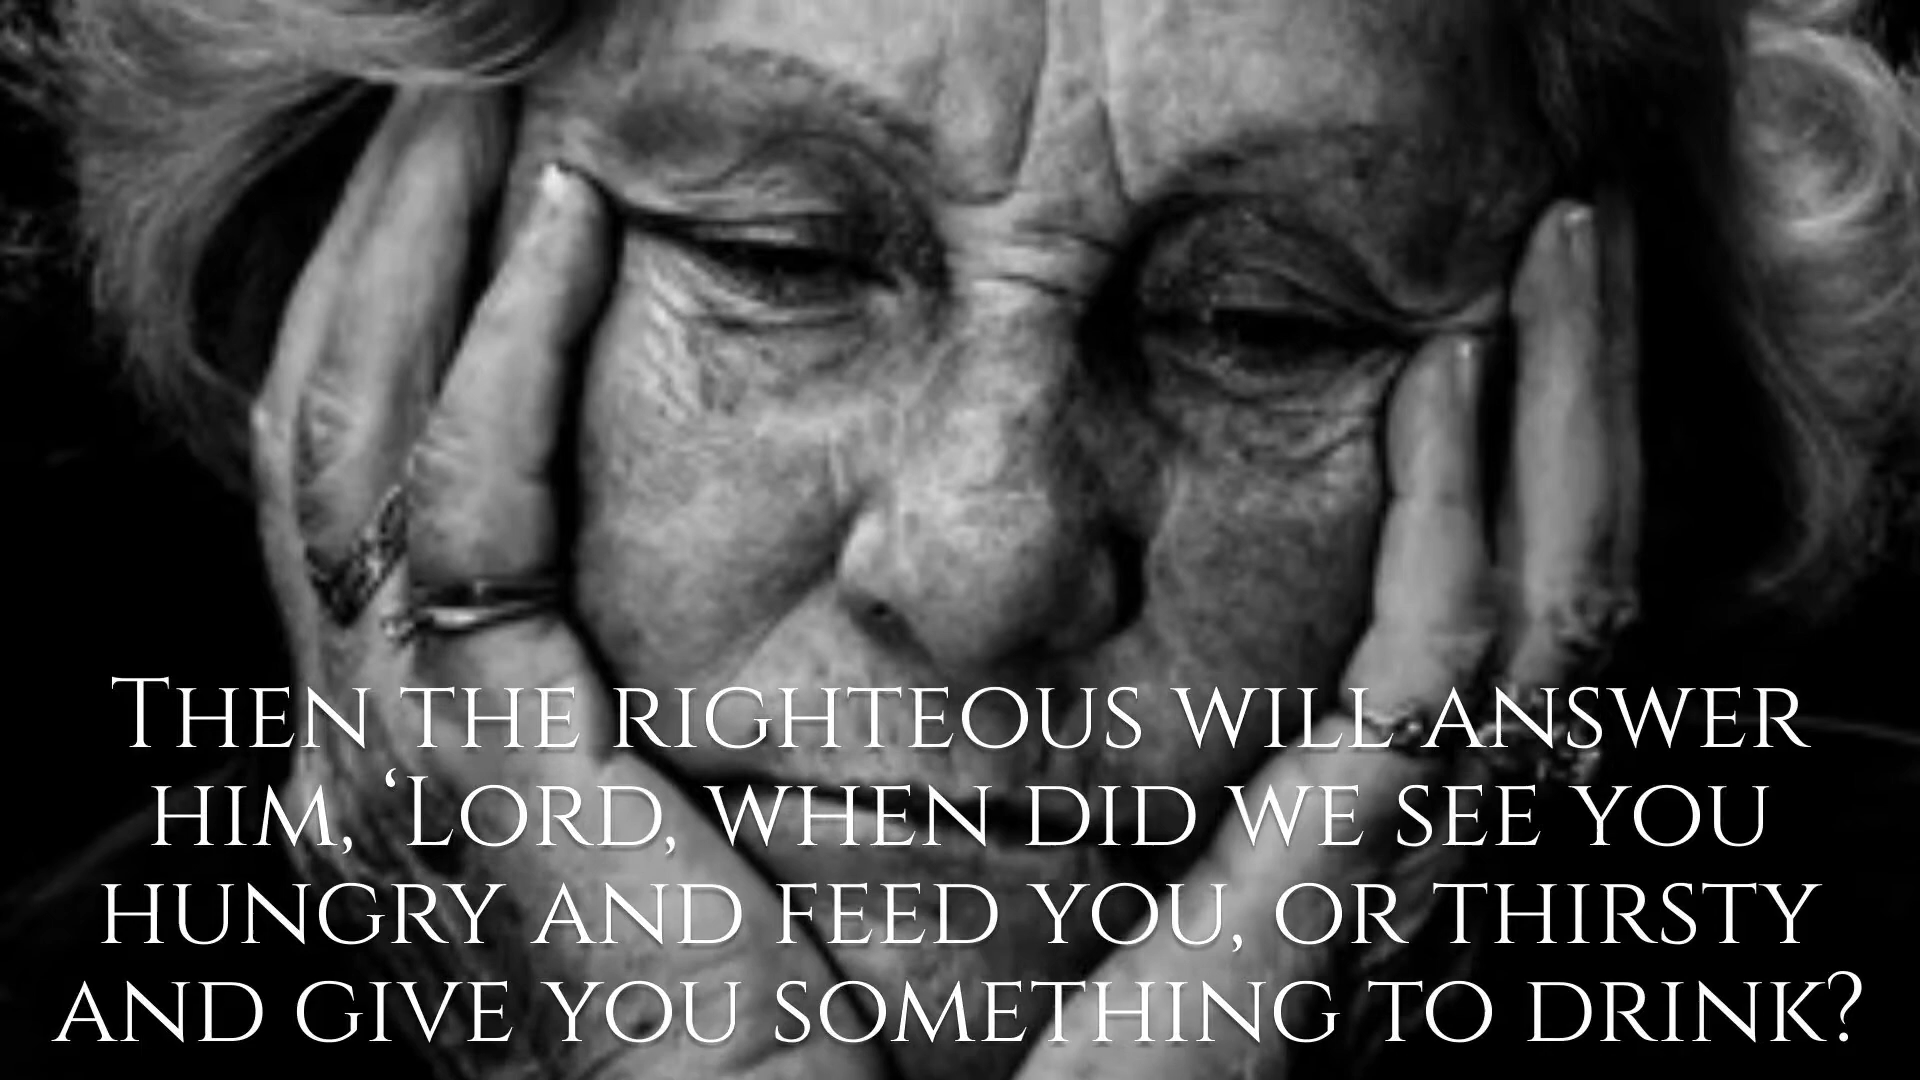 Then the righteous will answer
him, ‘Lord, when did we see you
hungry and feed you, or thirsty
and give you something to drink?